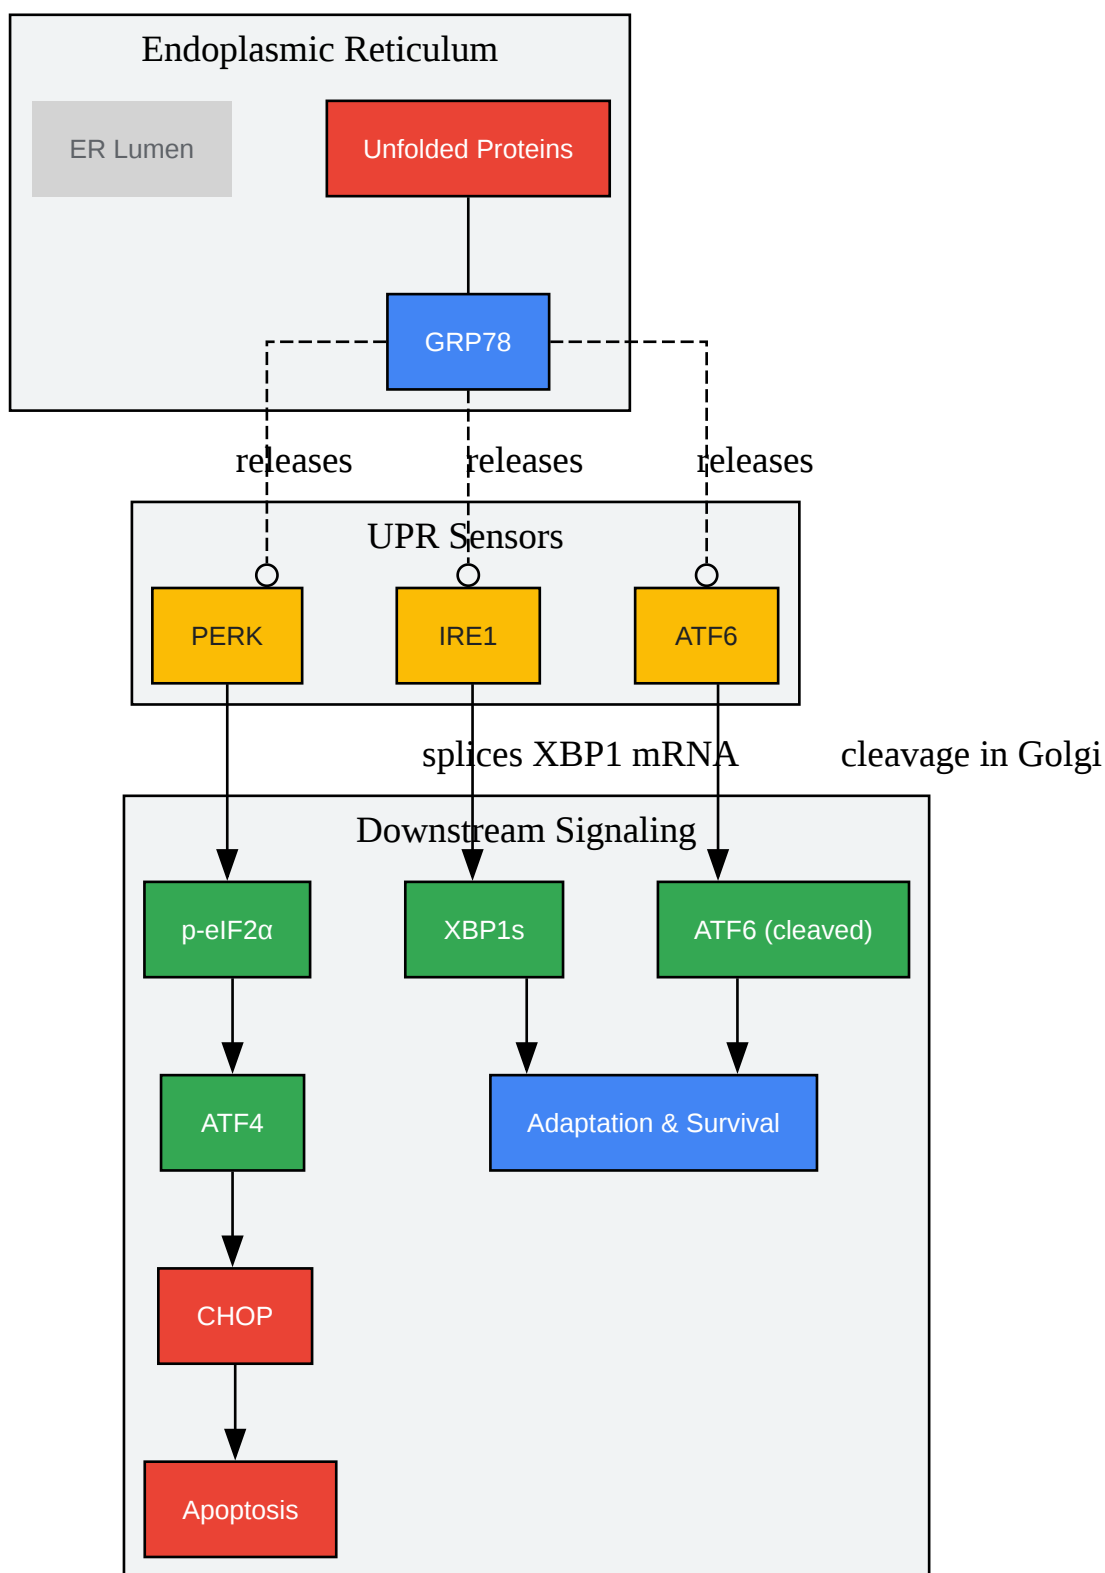 Endoplasmic Reticulum
ER Lumen
Unfolded Proteins
GRP78
releases
releases
releases
UPR Sensors
PERK
IRE1
ATF6
splices XBP1 mRNA
cleavage in Golgi
Downstream Signaling
p-eIF2α
XBP1s
ATF6 (cleaved)
ATF4
Adaptation & Survival
CHOP
Apoptosis